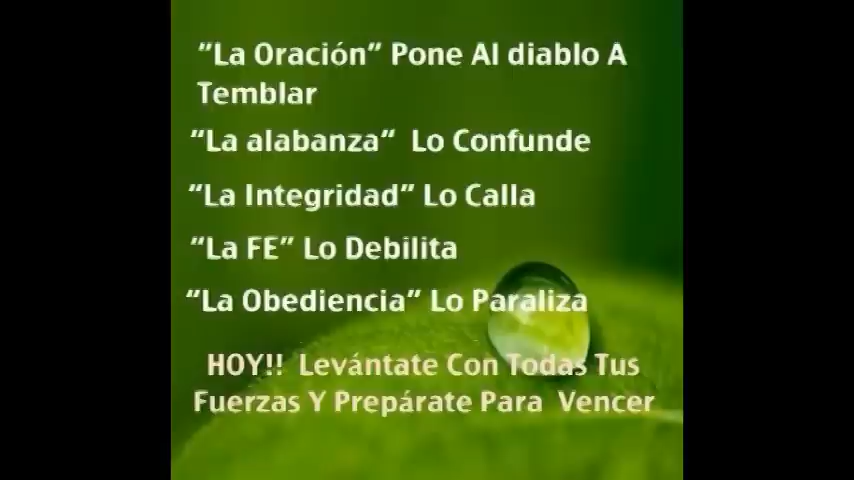 “La Oración” Pone Al diablo A
Temblar
“La alabanza“ Lo Confunde
“La Integridad” Lo Calla
“La FE” Lo Debilita
“La Obediencia” Lo Paraliza
HOY!! Levántate Con Todas Tus
Fuerzas Y Prepárate Para Vencer